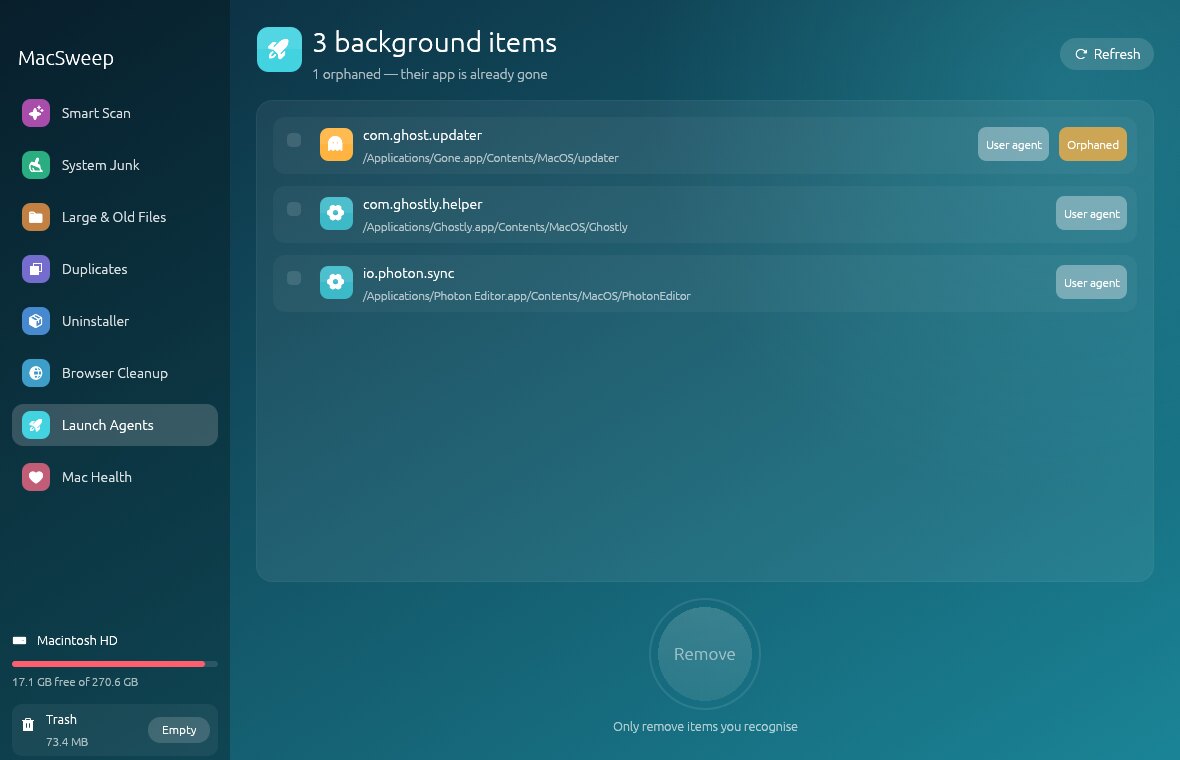 MacSweep
Smart Scan
System Junk
Large & Old Files
Duplicates
Uninstaller
Browser Cleanup
Launch Agents
Mac Health
Macintosh HD
17.1 GB free of 270.6 GB
Trash
73.4 MB
Empty
3 background items
1 orphaned — their app is already gone
Refresh
com.ghost.updater
/Applications/Gone.app/Contents/MacOS/updater
User agent
Orphaned
com.ghostly.helper
/Applications/Ghostly.app/Contents/MacOS/Ghostly
User agent
io.photon.sync
/Applications/Photon Editor.app/Contents/MacOS/PhotonEditor
User agent
Remove
Only remove items you recognise